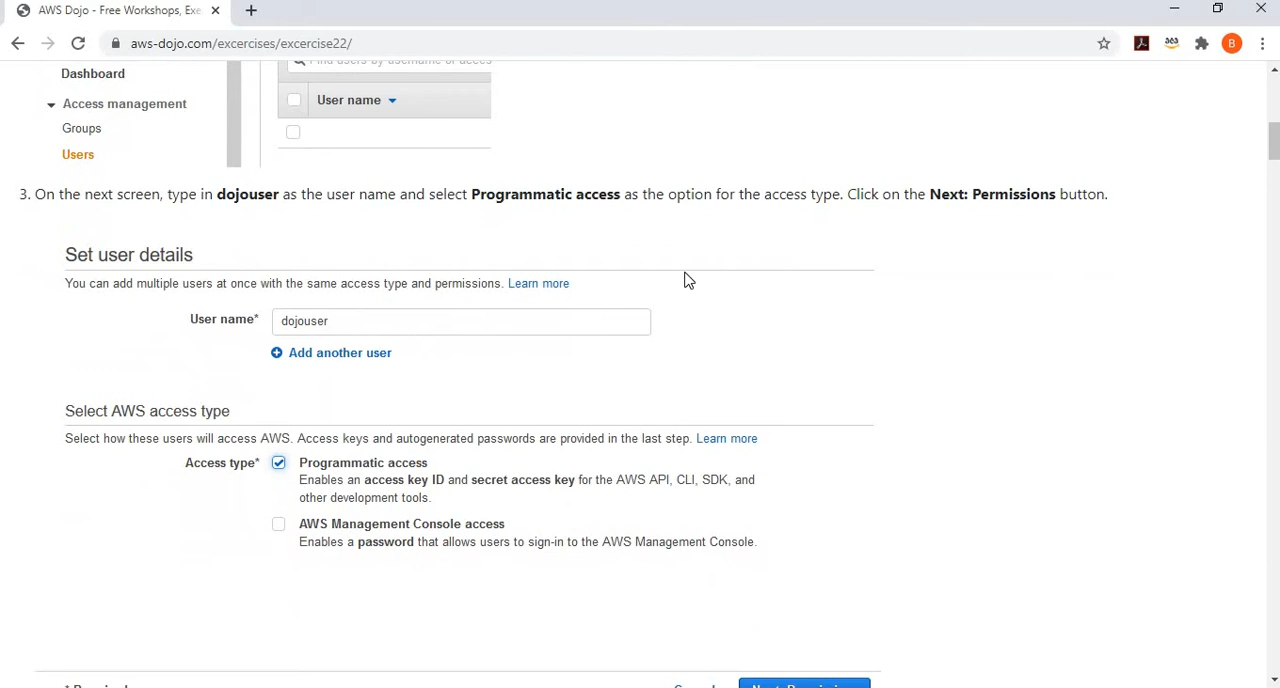 AWS Dojo - Free Workshops, Exe
aws-dojo.com/excercises/excercise22/
B
Dashboard
Find users by username or acces
Access management
User name
Groups
Users
3. On the next screen, type in dojouser as the user name and select Programmatic access as the option for the access type. Click on the Next: Permissions button.
Set user details
You can add multiple users at once with the same access type and permissions. Learn more
User name*
dojouser
Add another user
Select AWS access type
Select how these users will access AWS. Access keys and autogenerated passwords are provided in the last step. Learn more
Access type*
Programmatic access
Enables an access key ID and secret access key for the AWS API, CLI, SDK, and
other development tools.
AWS Management Console access
Enables a password that allows users to sign-in to the AWS Management Console.